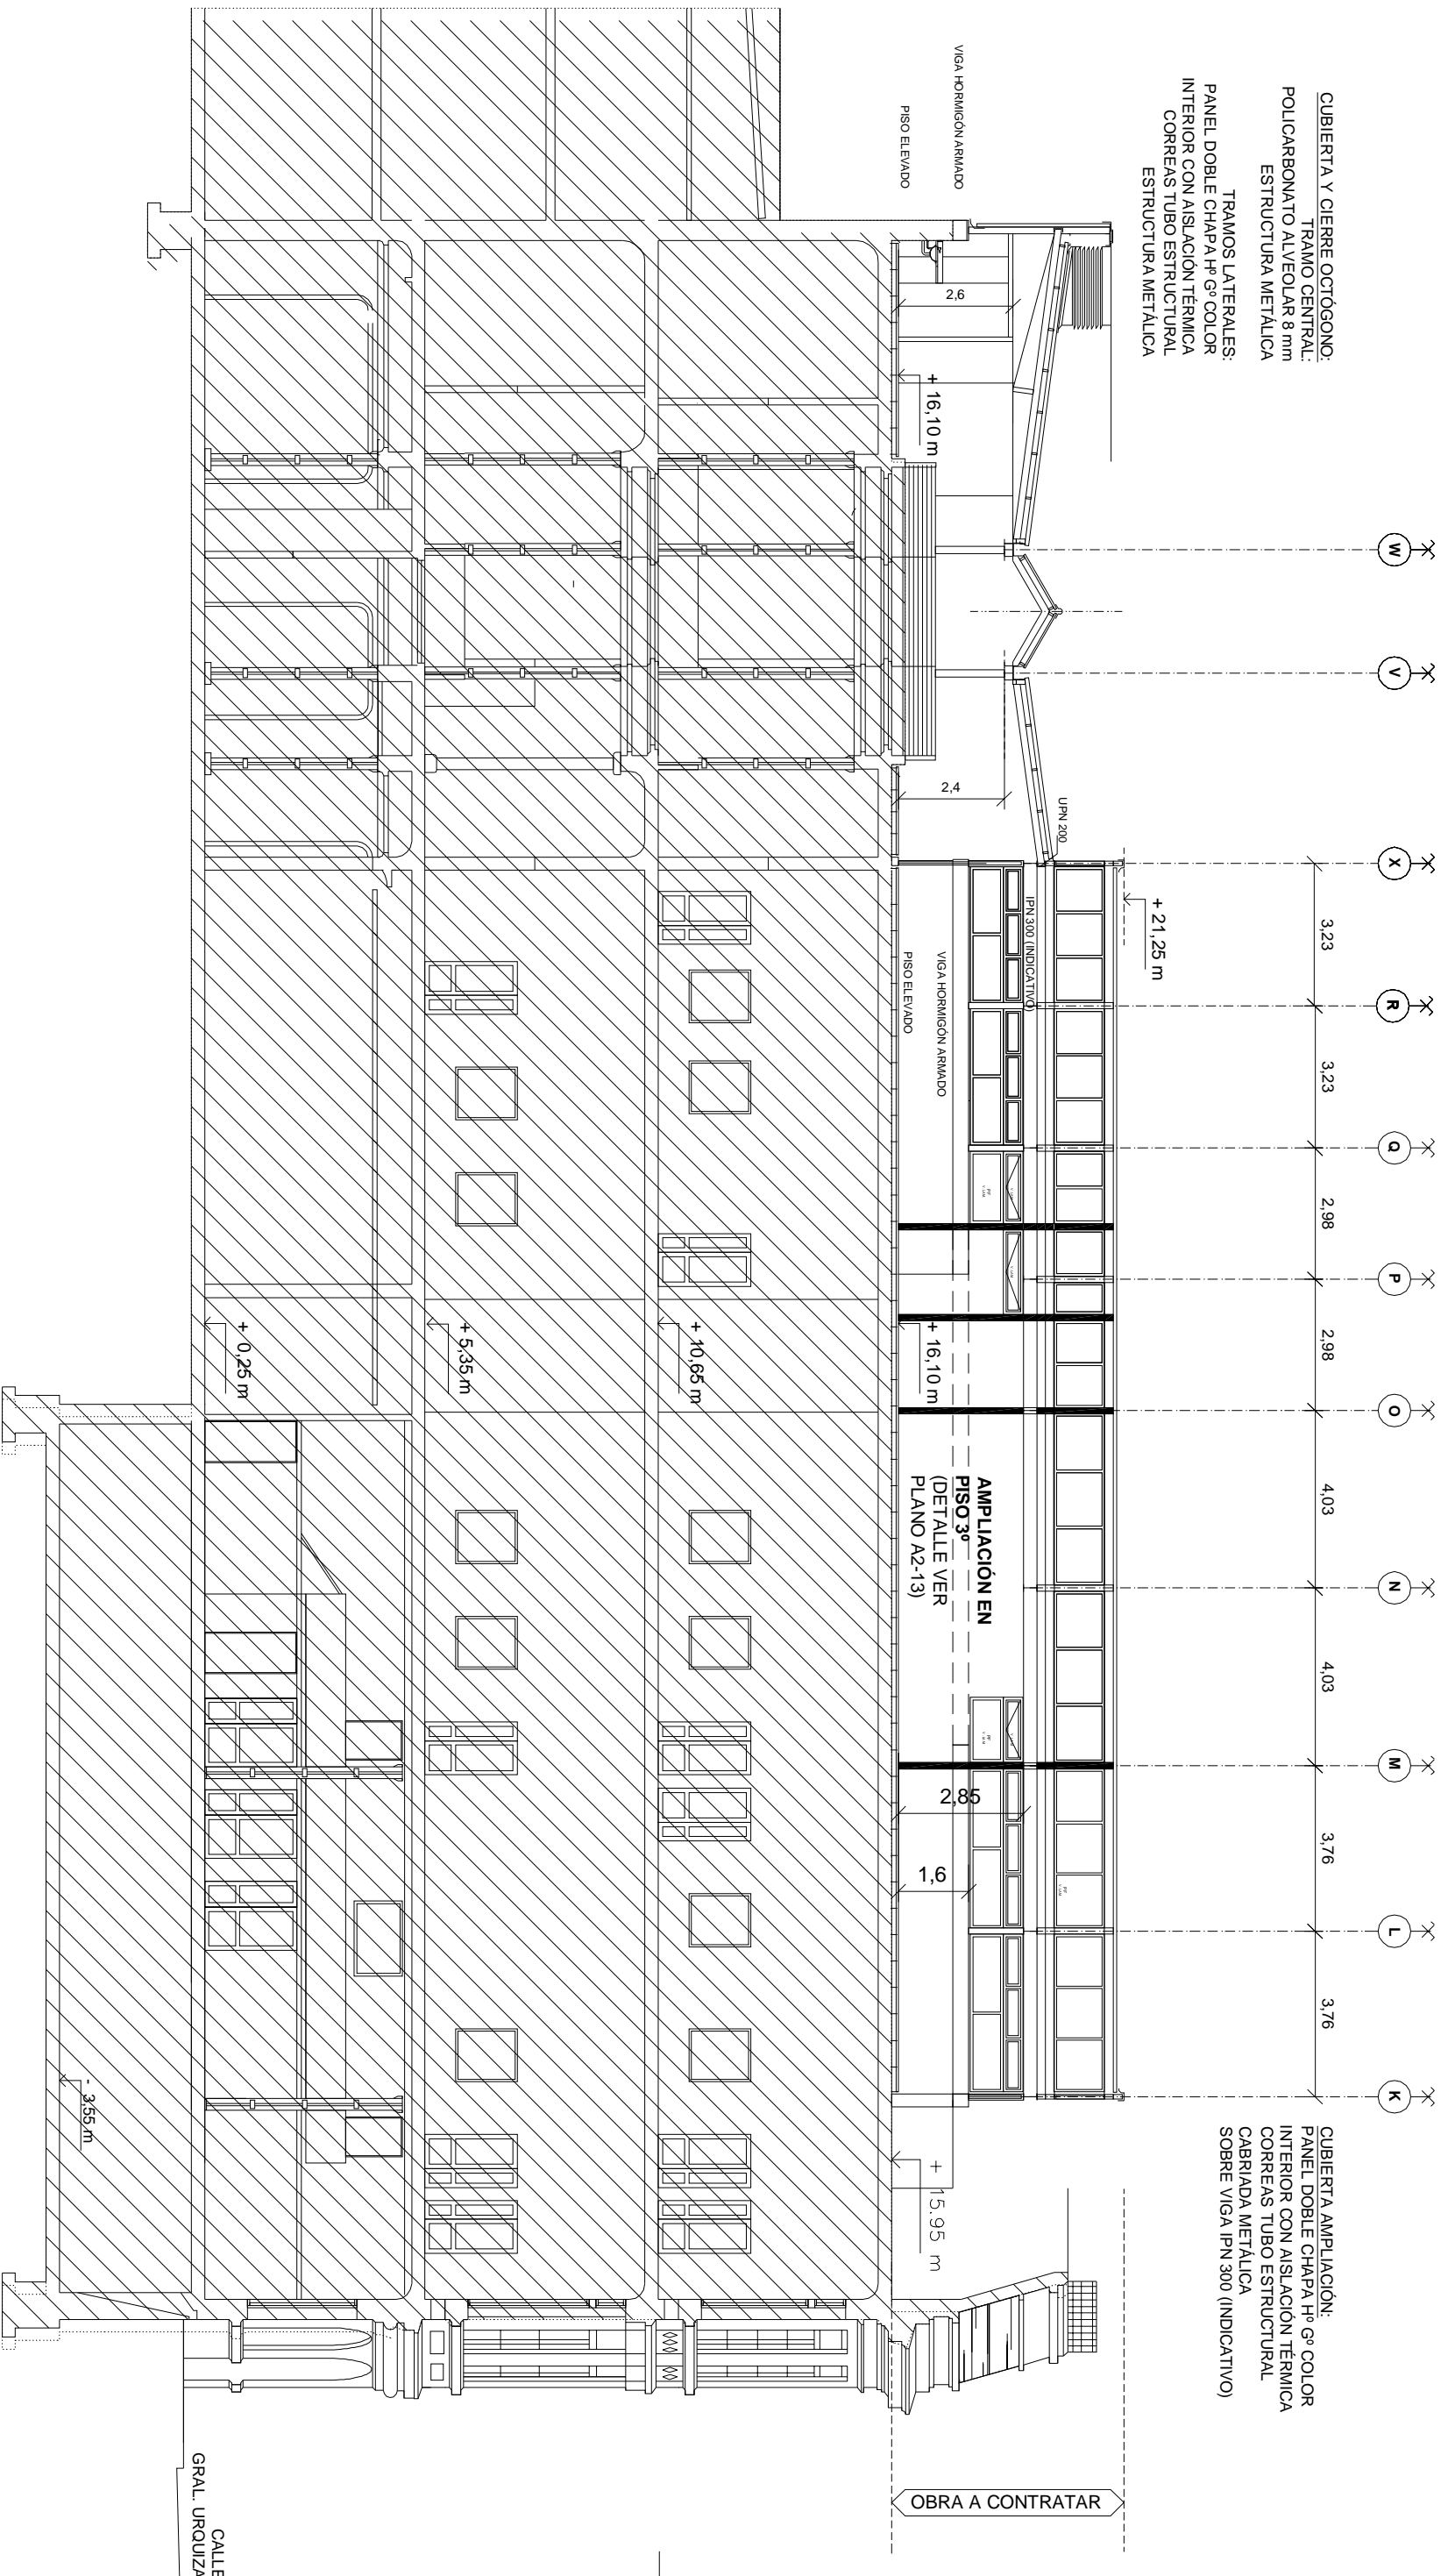 CUBIERTA Y CIERRE OCTÓGONO:
TRAMO CENTRAL:
POLICARBONATO ALVEOLAR 8 mm
ESTRUCTURA METÁLICA
TRAMOS LATERALES:
PANEL DOBLE CHAPA Hº Gº COLOR
INTERIOR CON AISLACIÓN TÉRMICA
CORREAS TUBO ESTRUCTURAL
ESTRUCTURA METÁLICA
VIGA HORMIGÓN ARMADO
PISO ELEVADO
W
V
X
R
Q
P
O
N
M
L
K
3,23
3,23
2,98
2,98
4,03
4,03
3,76
3,76
CUBIERTA AMPLIACIÓN:
PANEL DOBLE CHAPA Hº Gº COLOR
INTERIOR CON AISLACIÓN TÉRMICA
CORREAS TUBO ESTRUCTURAL
CABRIADA METÁLICA
SOBRE VIGA IPN 300 (INDICATIVO)
+ 21,25 m
UPN 200
IPN 300 (INDICATIVO)
2,6
2,4
+ 16,10 m
VIGA HORMIGÓN ARMADO
PISO ELEVADO
AMPLIACIÓN EN
PISO 3º
(DETALLE VER
PLANO A2-13)
2,85
1,6
+ 16,10 m
+ 15.95 m
+ 10,65 m
+ 5,35 m
+ 0,25 m
- 3,55 m
OBRA A CONTRATAR
CALLE
GRAL. URQUIZA